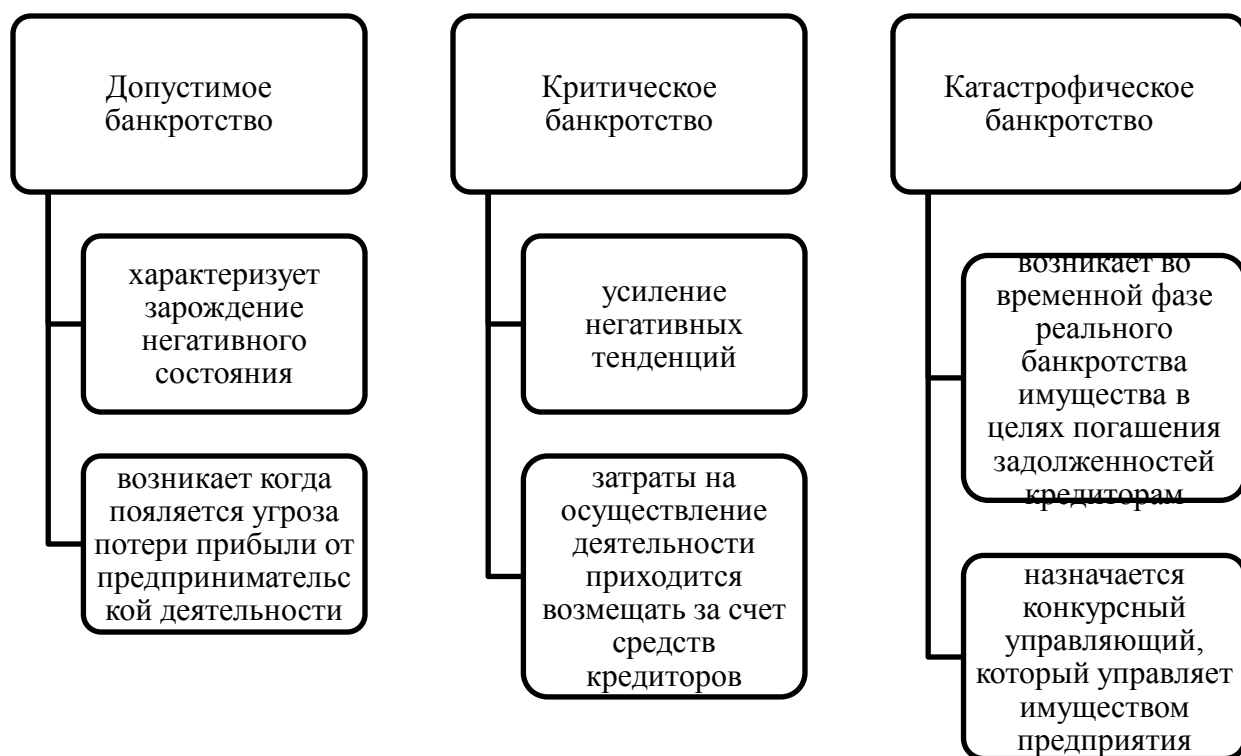 Допустимое
банкротство
характеризует
зарождение
негативного
состояния
возникает когда
пояляется угроза
потери прибыли от
предпринимательс
кой деятельности
Критическое
банкротство
усиление
негативных
тенденций
затраты на
осуществление
деятельности
приходится
возмещать за счет
средств
кредиторов
Катастрофическое
банкротство
возникает во
временной фазе
реального
банкротства
имущества в
целях погашения
задолженностей
кредиторам
назначается
конкурсный
управляющий,
который управляет
имуществом
предприятия